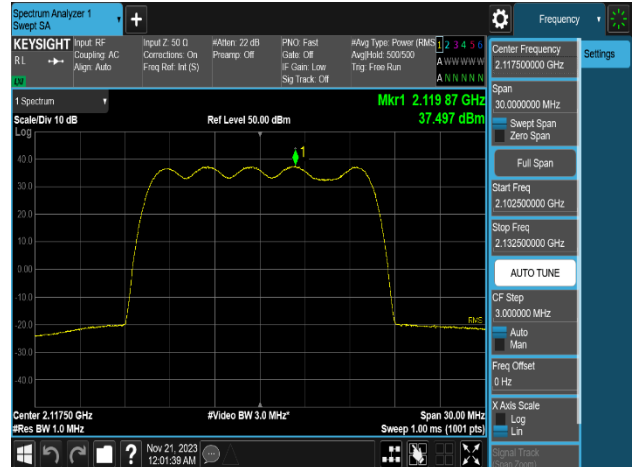 Spectrum Analyzer 1
Swept SA
Frequency
KEYSIGHT
RL
Input: RF
Coupling: AC
Align: Auto
Input Z: 50 Ω
Corrections: On
Freq Ref: Int (S)
#Atten: 22 dB
Preamp: Off
PNO: Fast
Gate: Off
IF Gain: Low
Sig Track: Off
#Avg Type: Power (RMS
Avg|Hold: 500/500
Trig: Free Run
1 2 3 4 5 6
A WW WW W
A N N N N N
1 Spectrum
Scale/Div 10 dB
Ref Level 50.00 dBm
Mkr1 2.119 87 GHz
37.497 dBm
Log
40.0
30.0
20.0
10.0
0.00
-10.0
-20.0
-30.0
-40.0
1
RMS
Center 2.11750 GHz
#Video BW 3.0 MHz*
Span 30.00 MHz
#Res BW 1.0 MHz
Sweep 1.00 ms (1001 pts)
Nov 21, 2023
12:01:39 AM
Center Frequency
2.117500000 GHz
Settings
Span
30.0000000 MHz
Swept Span
Zero Span
Full Span
Start Freq
2.102500000 GHz
Stop Freq
2.132500000 GHz
AUTO TUNE
CF Step
3.000000 MHz
Auto
Man
Freq Offset
0 Hz
X Axis Scale
Log
Lin
Signal Track
(Span Zoom)